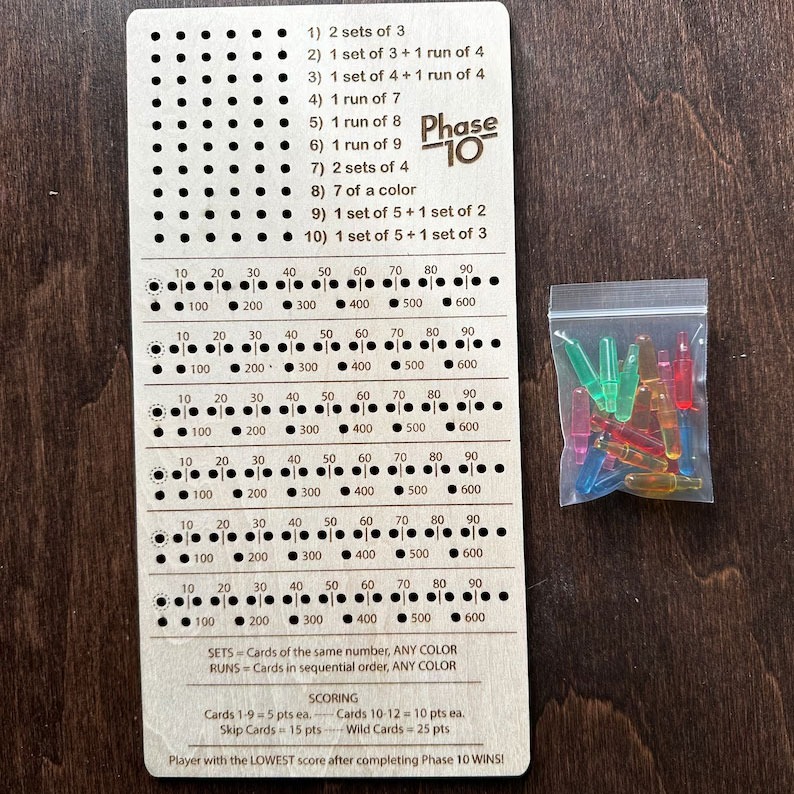 1) 2 sets of 3
2) 1 set of 3 + 1 run of 4
3) 1 set of 4 + 1 run of 4
4) 1 run of 7
5) 1 run of 8
6) 1 run of 9
7) 2 sets of 4
8) 7 of a color
9) 1 set of 5 + 1 set of 2
10) 1 set of 5 + 1 set of 3
Phase
10
10 20 30 40 50 60 70 80 90
100 200 300 400 500 600
10 20 30 40 50 60 70 80 90
100 200 300 400 500 600
10 20 30 40 50 60 70 80 90
100 200 300 400 500 600
10 20 30 40 50 60 70 80 90
100 200 300 400 500 600
10 20 30 40 50 60 70 80 90
100 200 300 400 500 600
10 20 30 40 50 60 70 80 90
100 200 300 400 500 600
SETS = Cards of the same number, ANY COLOR
RUNS = Cards in sequential order, ANY COLOR
SCORING
Cards 1-9 = 5 pts ea. ----- Cards 10-12 = 10 pts ea.
Skip Cards = 15 pts ----- Wild Cards = 25 pts
Player with the LOWEST score after completing Phase 10 WINS!